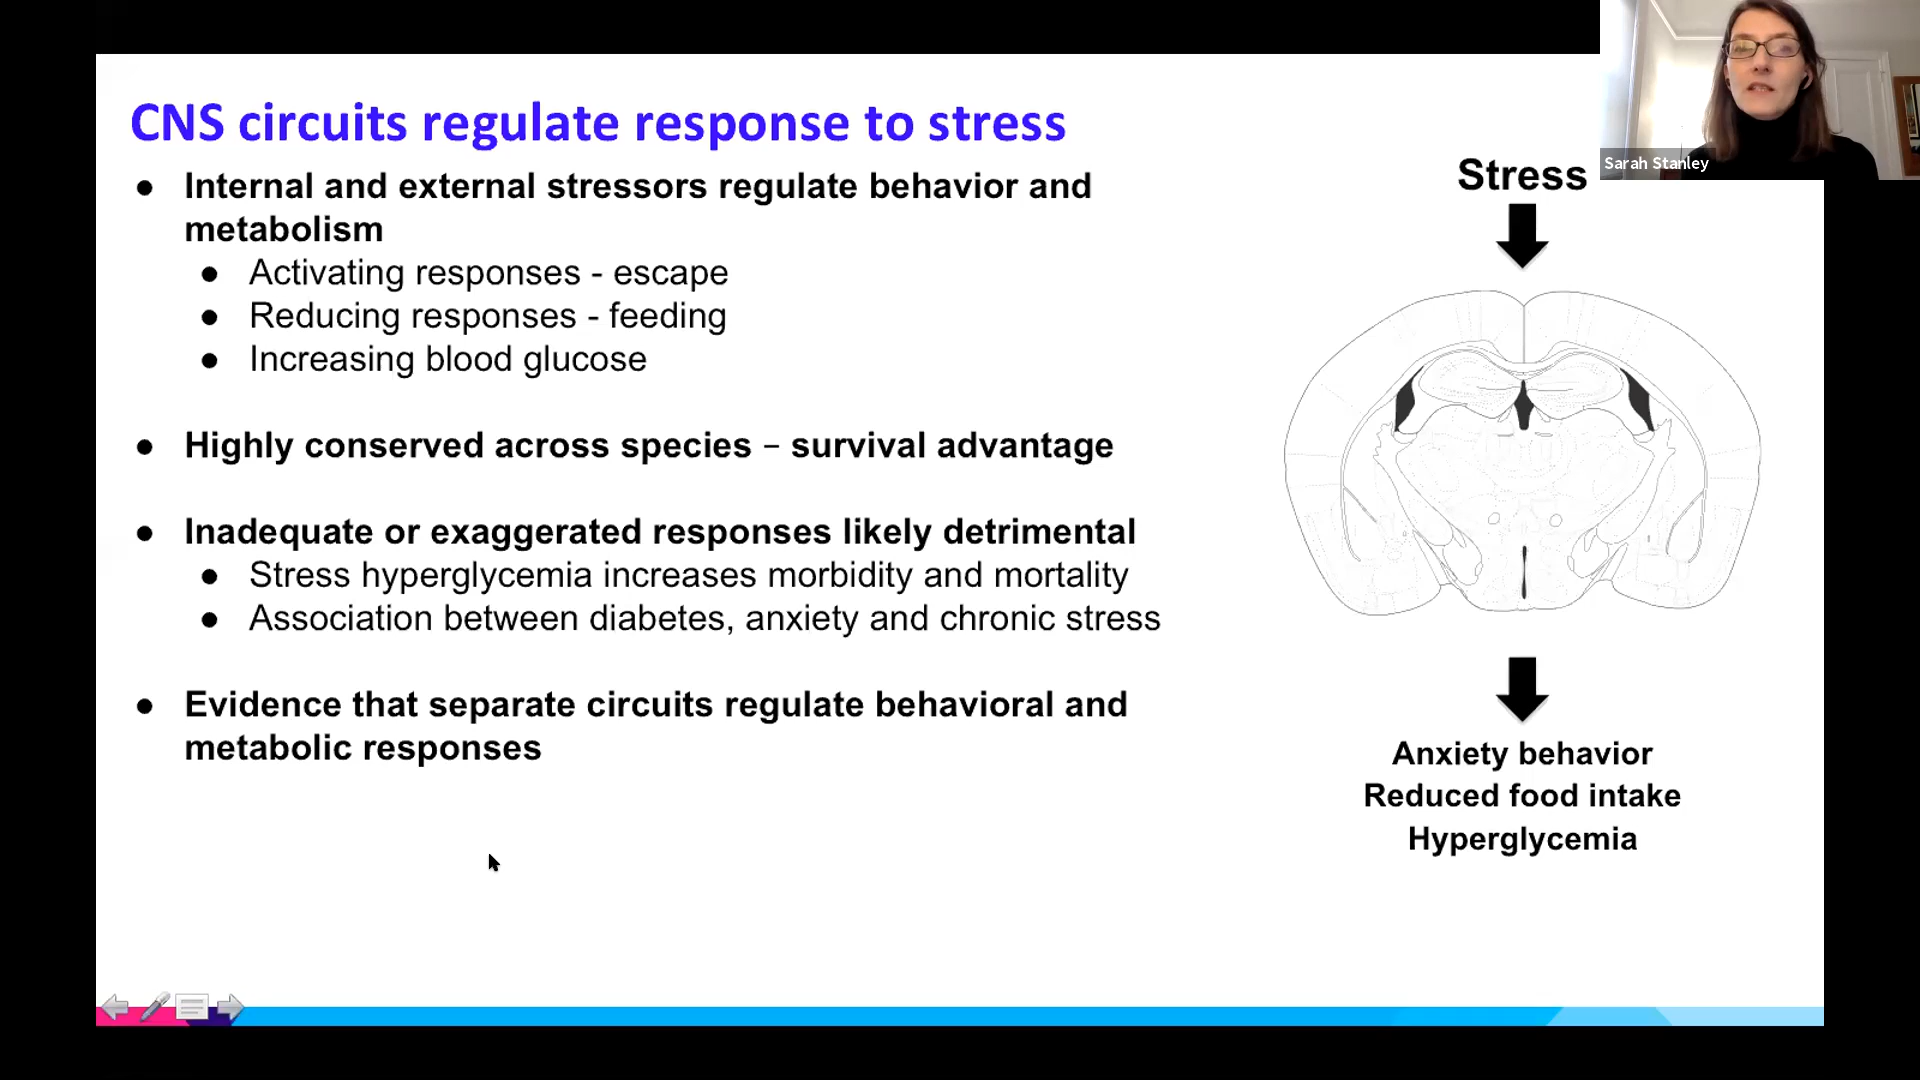 CNS circuits regulate response to stress
● Internal and external stressors regulate behavior and
metabolism
● Activating responses - escape
● Reducing responses - feeding
● Increasing blood glucose
● Highly conserved across species – survival advantage
● Inadequate or exaggerated responses likely detrimental
● Stress hyperglycemia increases morbidity and mortality
● Association between diabetes, anxiety and chronic stress
● Evidence that separate circuits regulate behavioral and
metabolic responses
Stress
Anxiety behavior
Reduced food intake
Hyperglycemia
Sarah Stanley